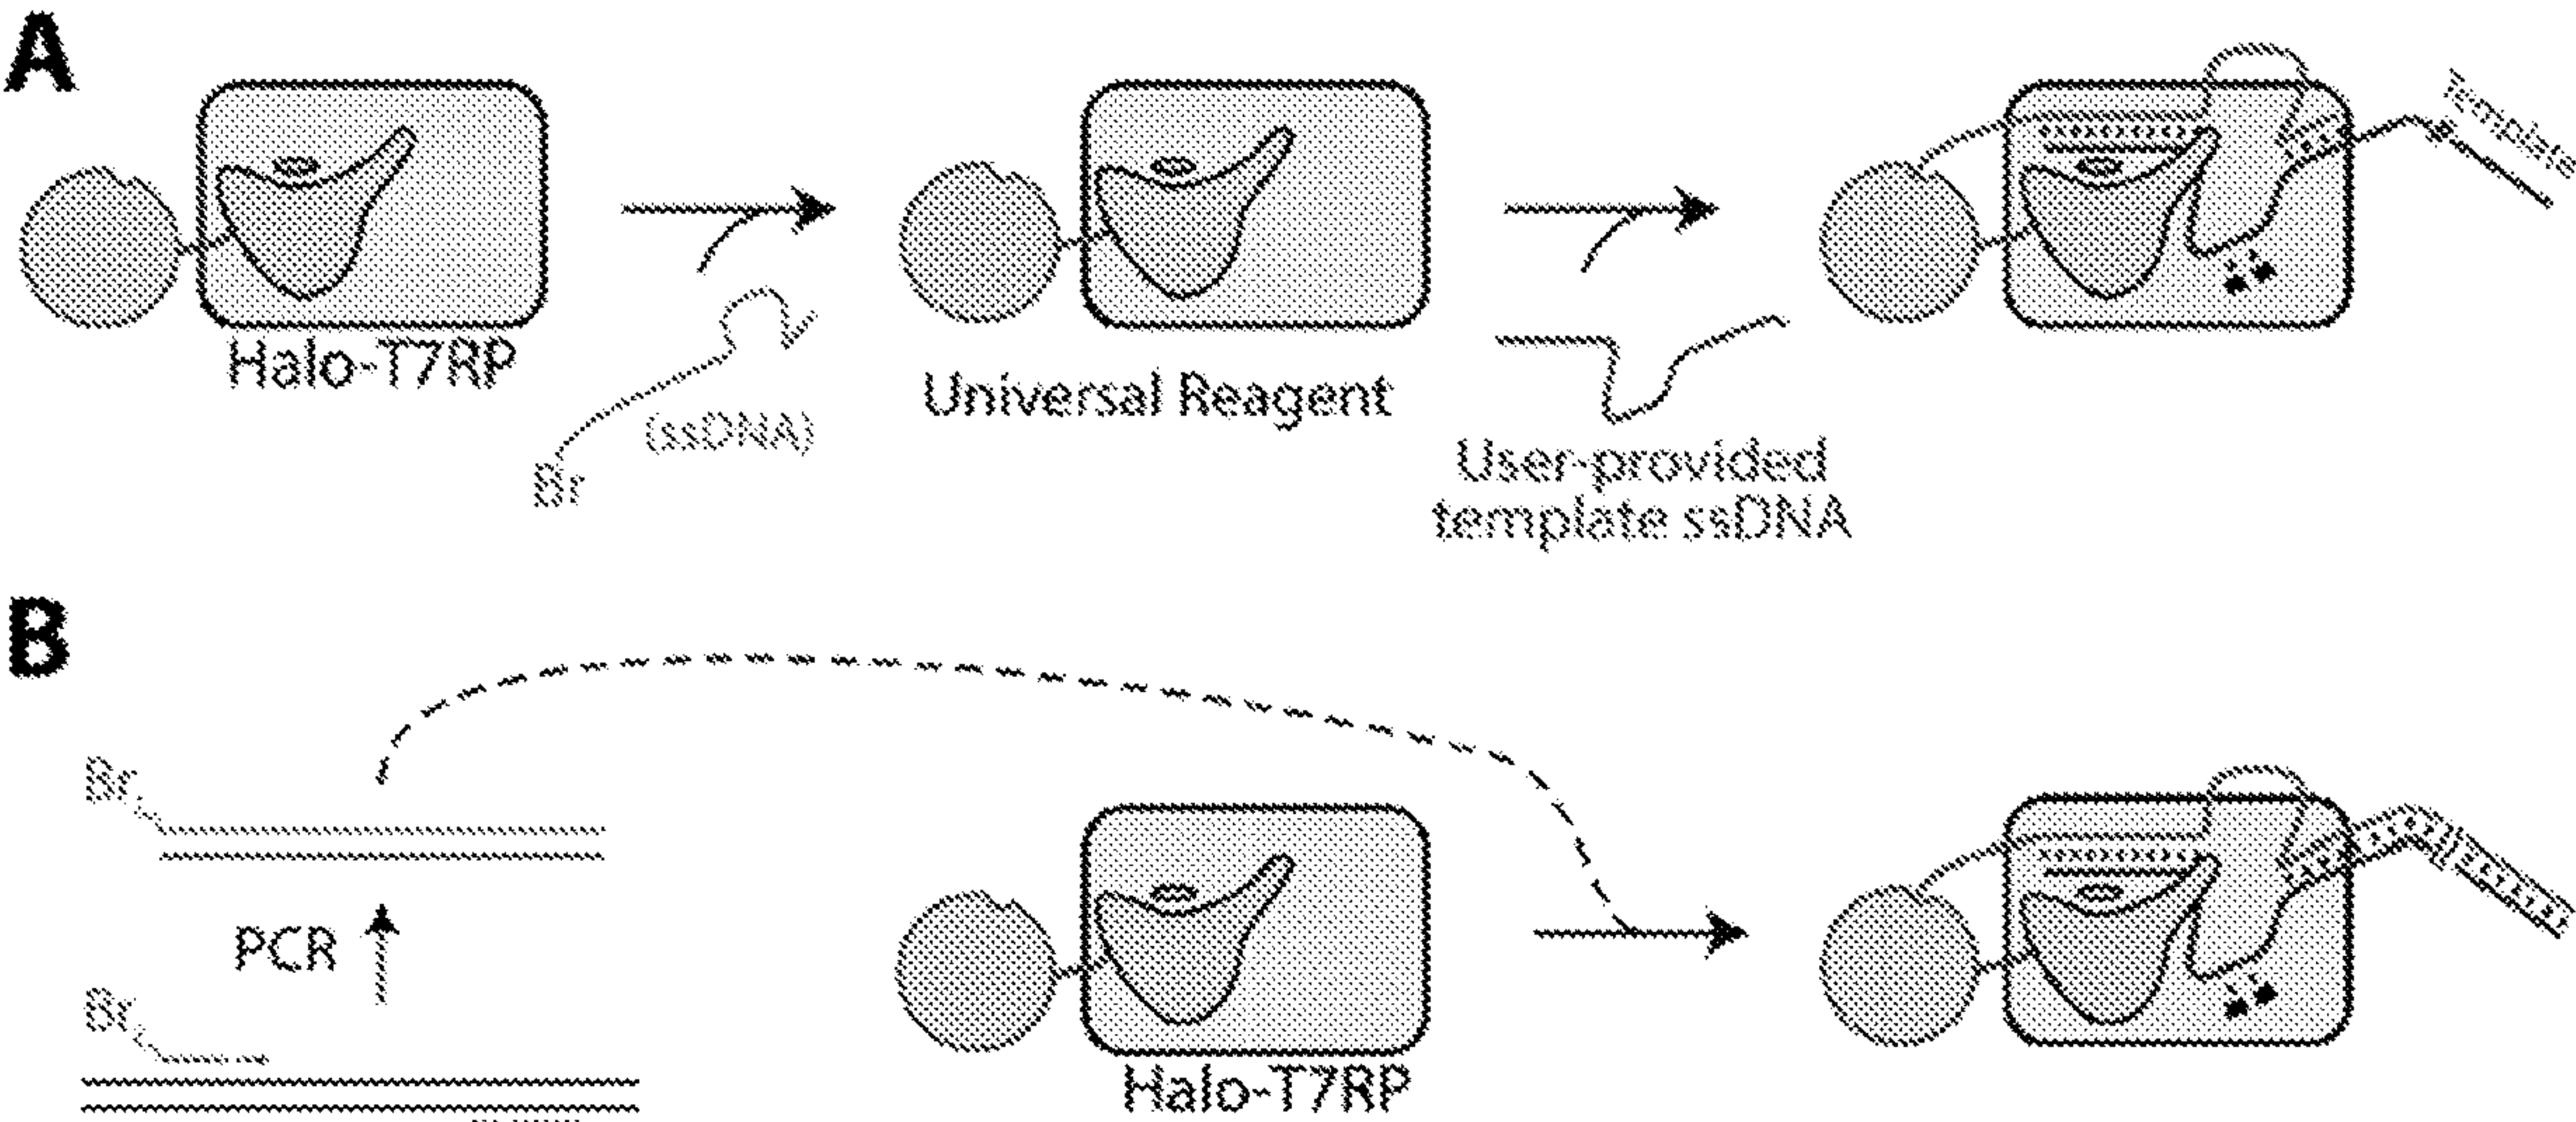 A
Template
Halo-T7RP
Universal Reagent
(ssDNA)
Br
User-provided
template ssDNA
B
Br
PCR
Br
Halo-T7RP